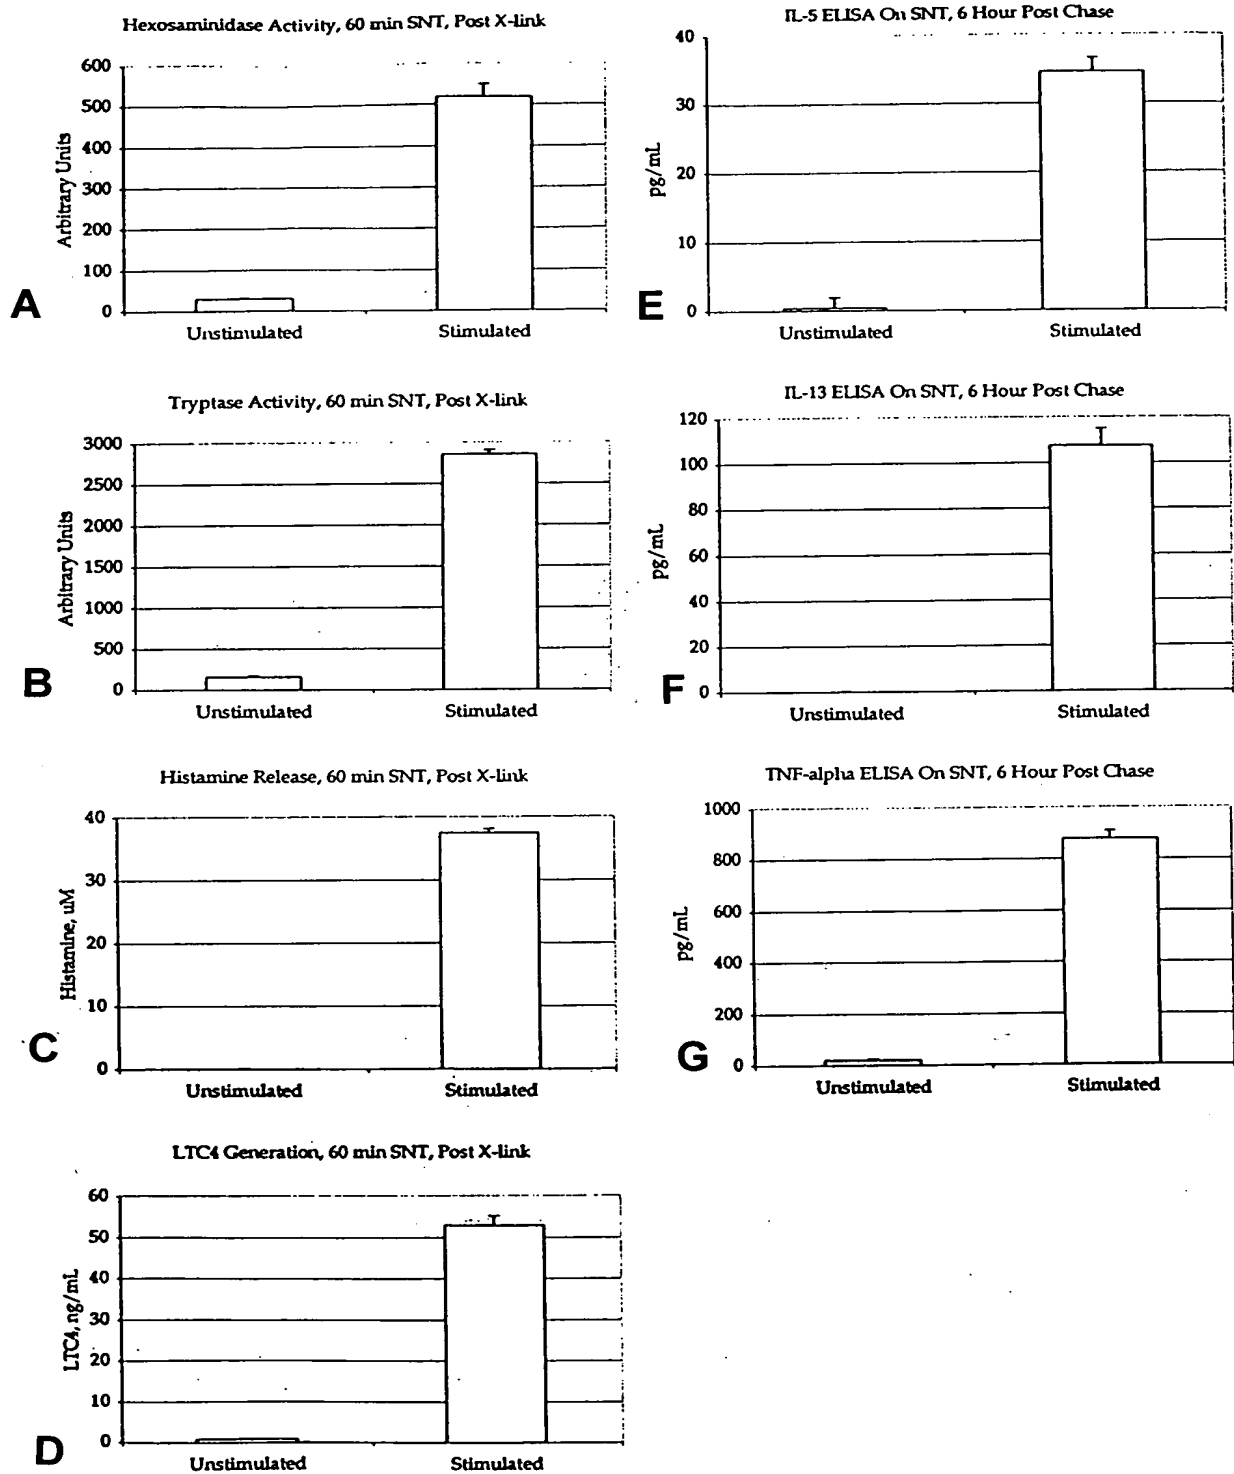 Hexosaminidase Activity, 60 min SNT, Post X-link
600
500
400
300
200
100
0
Arbitrary Units
Unstimulated
Stimulated
A
Tryptase Activity, 60 min SNT, Post X-link
3000
2500
2000
1500
1000
500
0
Arbitrary Units
Unstimulated
Stimulated
B
Histamine Release, 60 min SNT, Post X-link
40
30
20
10
0
Histamine, uM
Unstimulated
Stimulated
C
LTC4 Generation, 60 min SNT, Post X-link
60
50
40
30
20
10
0
LTC4, ng/mL
Unstimulated
Stimulated
D
IL-5 ELISA On SNT, 6 Hour Post Chase
40
30
20
10
0
pg/mL
Unstimulated
Stimulated
E
IL-13 ELISA On SNT, 6 Hour Post Chase
120
100
80
60
40
20
0
pg/mL
Unstimulated
Stimulated
F
TNF-alpha ELISA On SNT, 6 Hour Post Chase
1000
800
600
400
200
0
pg/mL
Unstimulated
Stimulated
G